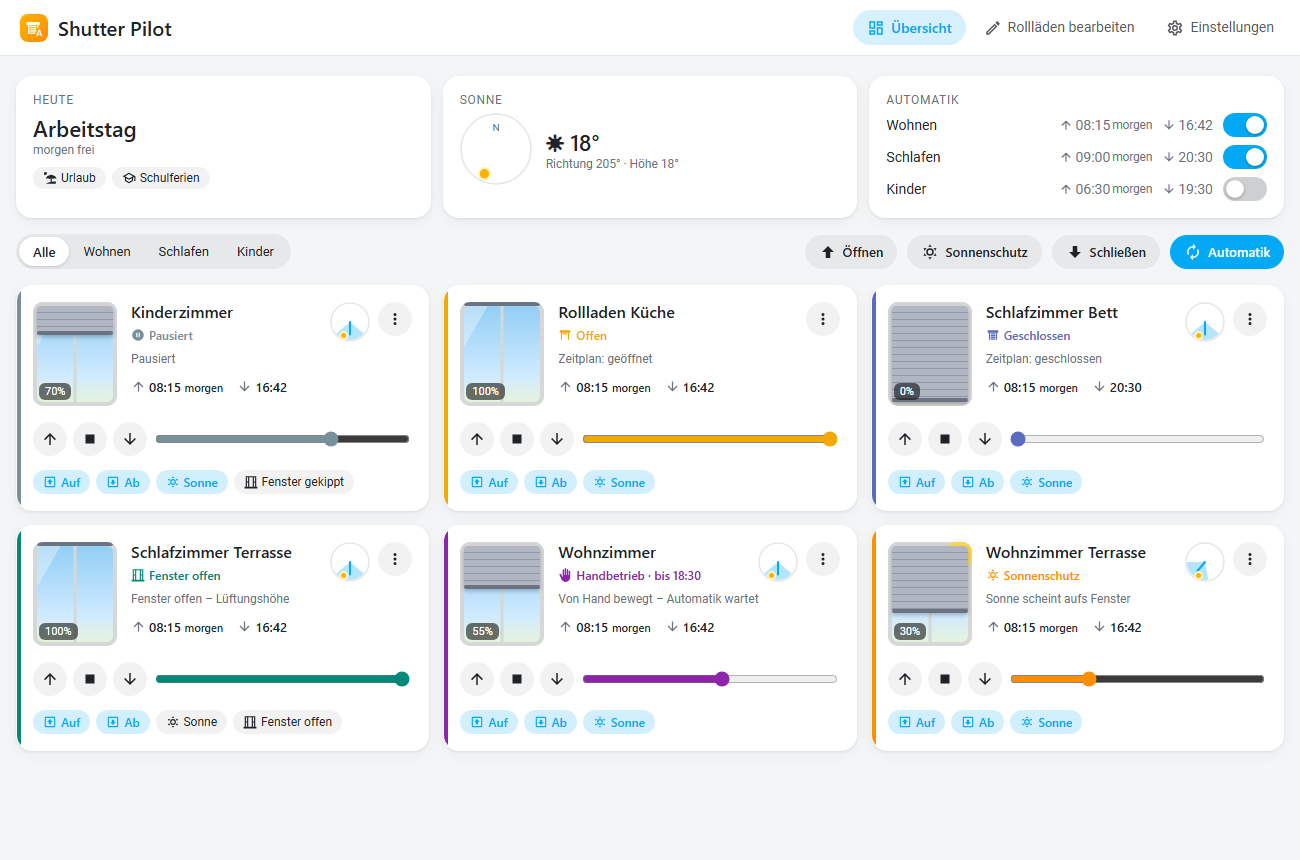 Shutter Pilot
Übersicht
Rollläden bearbeiten
Einstellungen
HEUTE
Arbeitstag
morgen frei
Urlaub
Schulferien
SONNE
N
18°
Richtung 205° · Höhe 18°
AUTOMATIK
Wohnen ↑ 08:15 morgen ↓ 16:42
Schlafen ↑ 09:00 morgen ↓ 20:30
Kinder ↑ 06:30 morgen ↓ 19:30
Alle Wohnen Schlafen Kinder
Öffnen
Sonnenschutz
Schließen
Automatik
Kinderzimmer
Pausiert
Pausiert
↑ 08:15 morgen ↓ 16:42
70%
Auf
Ab
Sonne
Fenster gekippt
Rollladen Küche
Offen
Zeitplan: geöffnet
↑ 08:15 morgen ↓ 16:42
100%
Auf
Ab
Sonne
Schlafzimmer Bett
Geschlossen
Zeitplan: geschlossen
↑ 08:15 morgen ↓ 20:30
0%
Auf
Ab
Sonne
Schlafzimmer Terrasse
Fenster offen
Fenster offen – Lüftungshöhe
↑ 08:15 morgen ↓ 16:42
100%
Auf
Ab
Sonne
Fenster offen
Wohnzimmer
Handbetrieb · bis 18:30
Von Hand bewegt – Automatik wartet
↑ 08:15 morgen ↓ 16:42
55%
Auf
Ab
Sonne
Wohnzimmer Terrasse
Sonnenschutz
Sonne scheint aufs Fenster
↑ 08:15 morgen ↓ 16:42
30%
Auf
Ab
Sonne